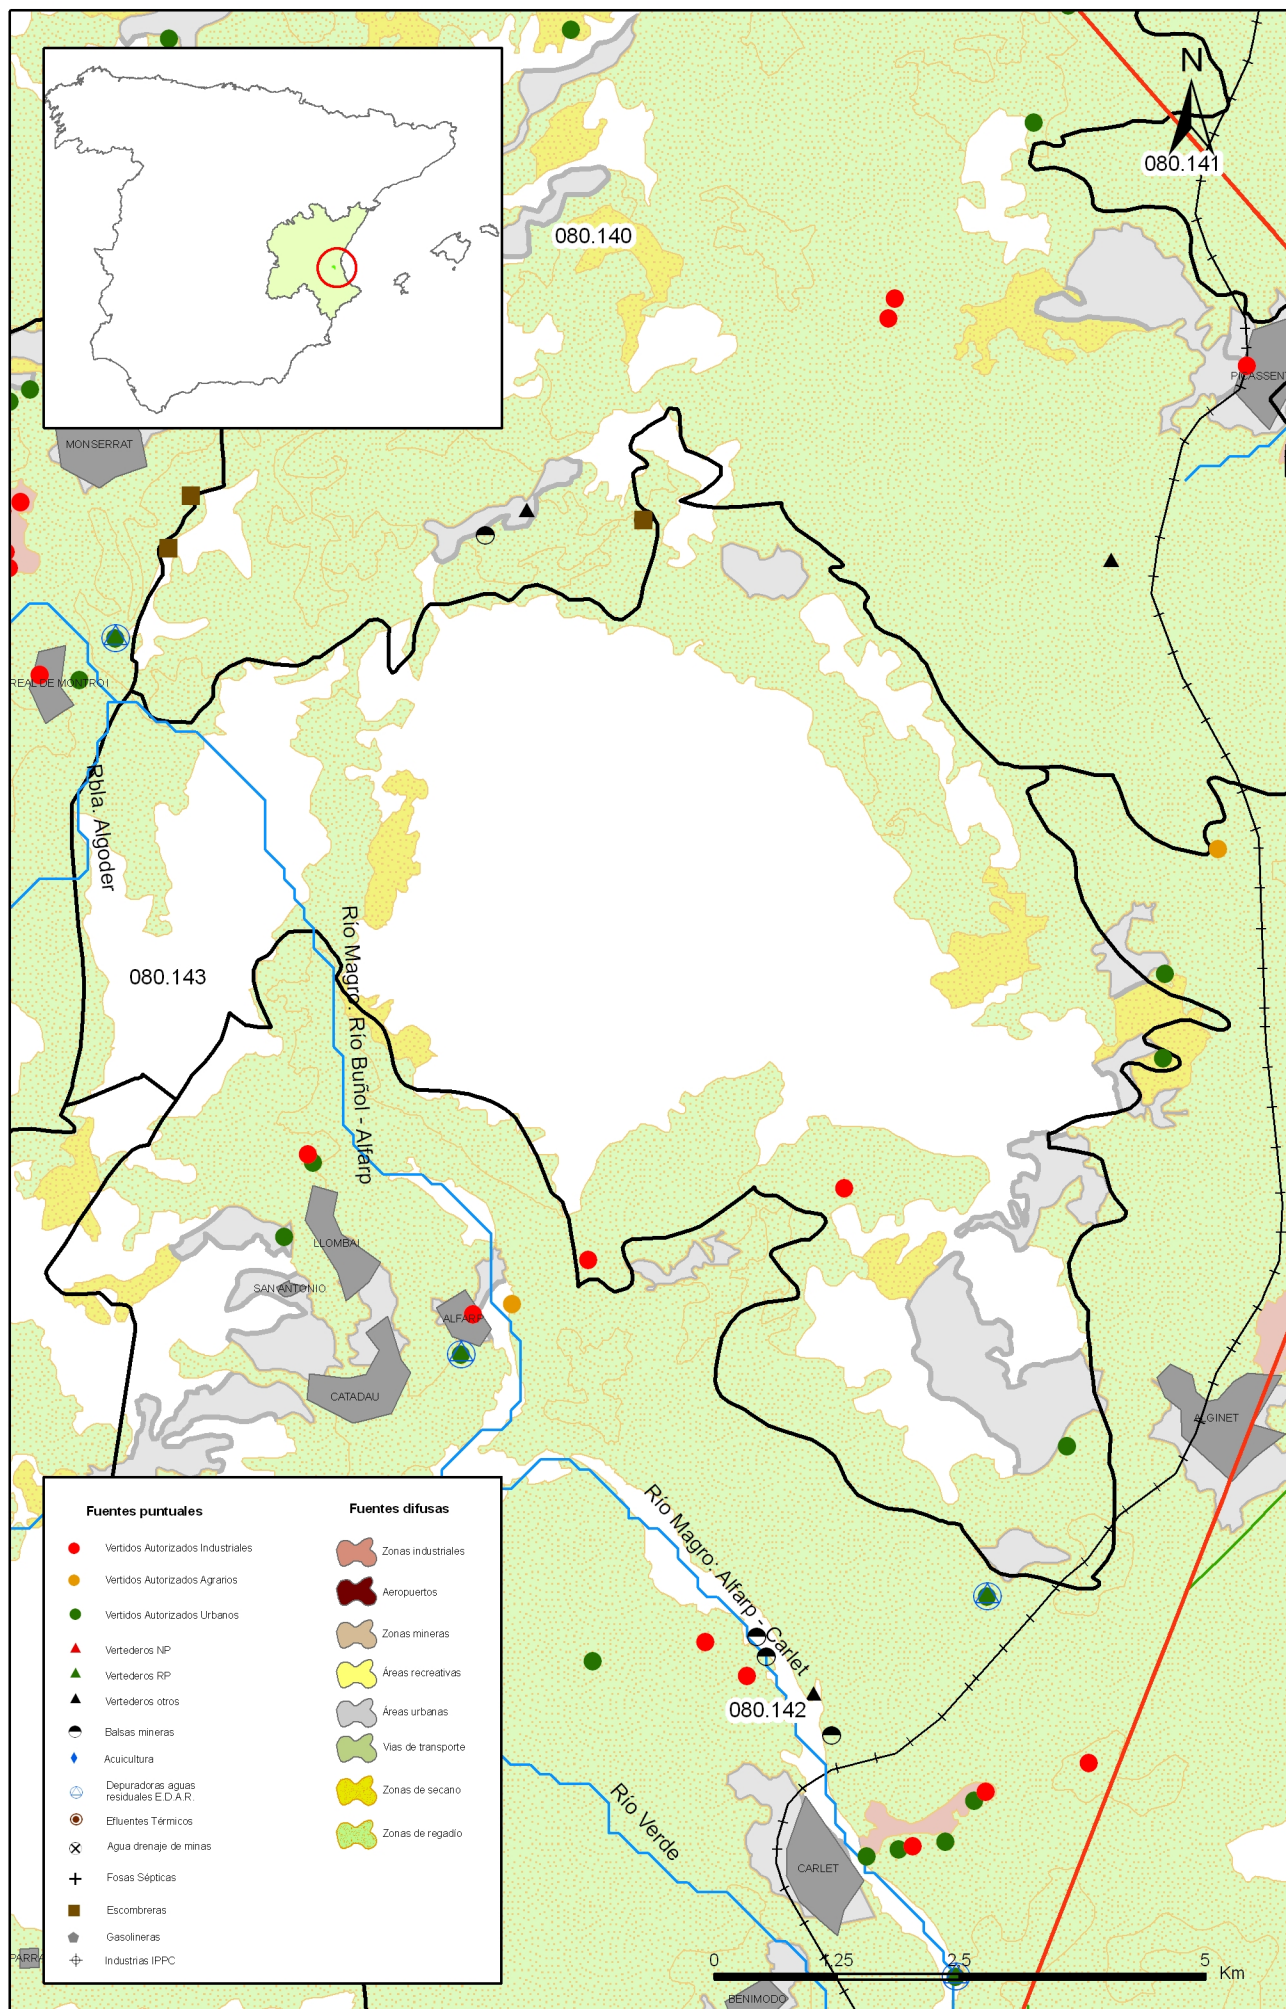 N
080.141
080.140
PICASSENT
MONSERRAT
REAL DE MONTROI
Rbla. Algoder
080.143
Río Magro: Río Buñol - Alfarp
LLOMBAI
SAN ANTONIO
ALFARP
CATADAU
ALGINET
Río Magro: Alfarp - Carlet
080.142
Río Verde
CARLET
PARRA
BENIMODO
Fuentes puntuales
Vertidos Autorizados Industriales
Vertidos Autorizados Agrarios
Vertidos Autorizados Urbanos
Vertederos NP
Vertederos RP
Vertederos otros
Balsas mineras
Acuicultura
Depuradoras aguas
residuales E.D.A.R.
Efluentes Térmicos
Agua drenaje de minas
Fosas Sépticas
Escombreras
Gasolineras
Industrias IPPC
Fuentes difusas
Zonas industriales
Aeropuertos
Zonas mineras
Áreas recreativas
Áreas urbanas
Vias de transporte
Zonas de secano
Zonas de regadío
0 1,25 2,5 5
Km